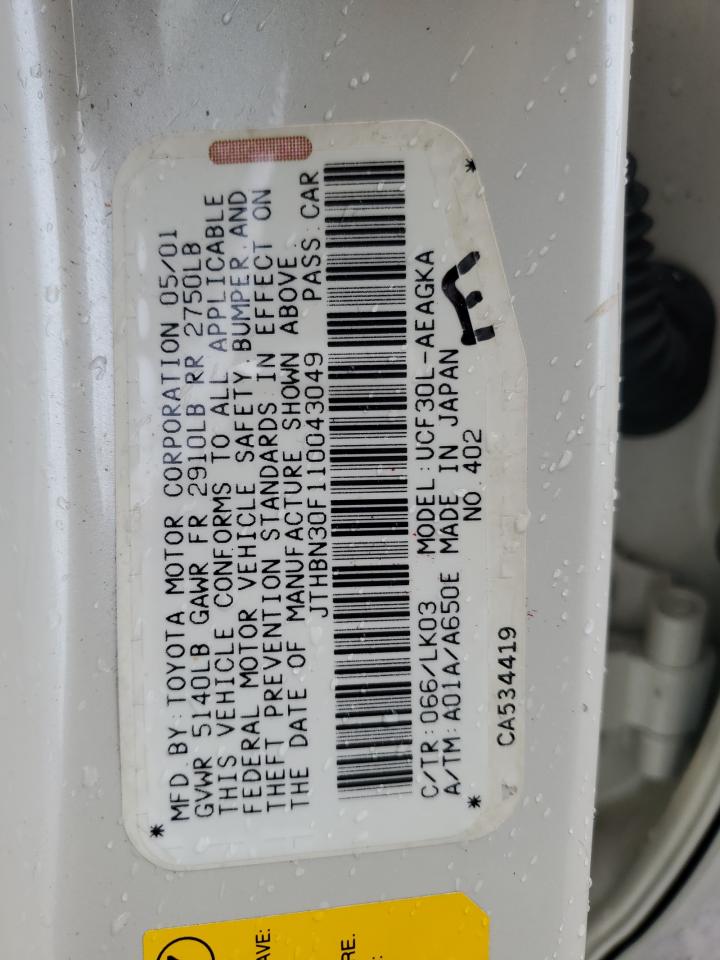 MFD.BY:TOYOTA MOTOR CORPORATION 05/01
GVWR 5140LB GAWR FR 2910LB RR 2750LB
THIS VEHICLE CONFORMS TO ALL APPLICABLE
FEDERAL MOTOR VEHICLE SAFETY, BUMPER, AND
THEFT PREVENTION STANDARDS IN EFFECT ON
THE DATE OF MANUFACTURE SHOWN ABOVE.
JTHBN30F110043049 PASS.CAR
C/TR:066/LK03 MODEL:UCF30L-AEAGKA
A/TM:A01A/A650E MADE IN JAPAN
NO.402
CA534419
AVE:
RE.